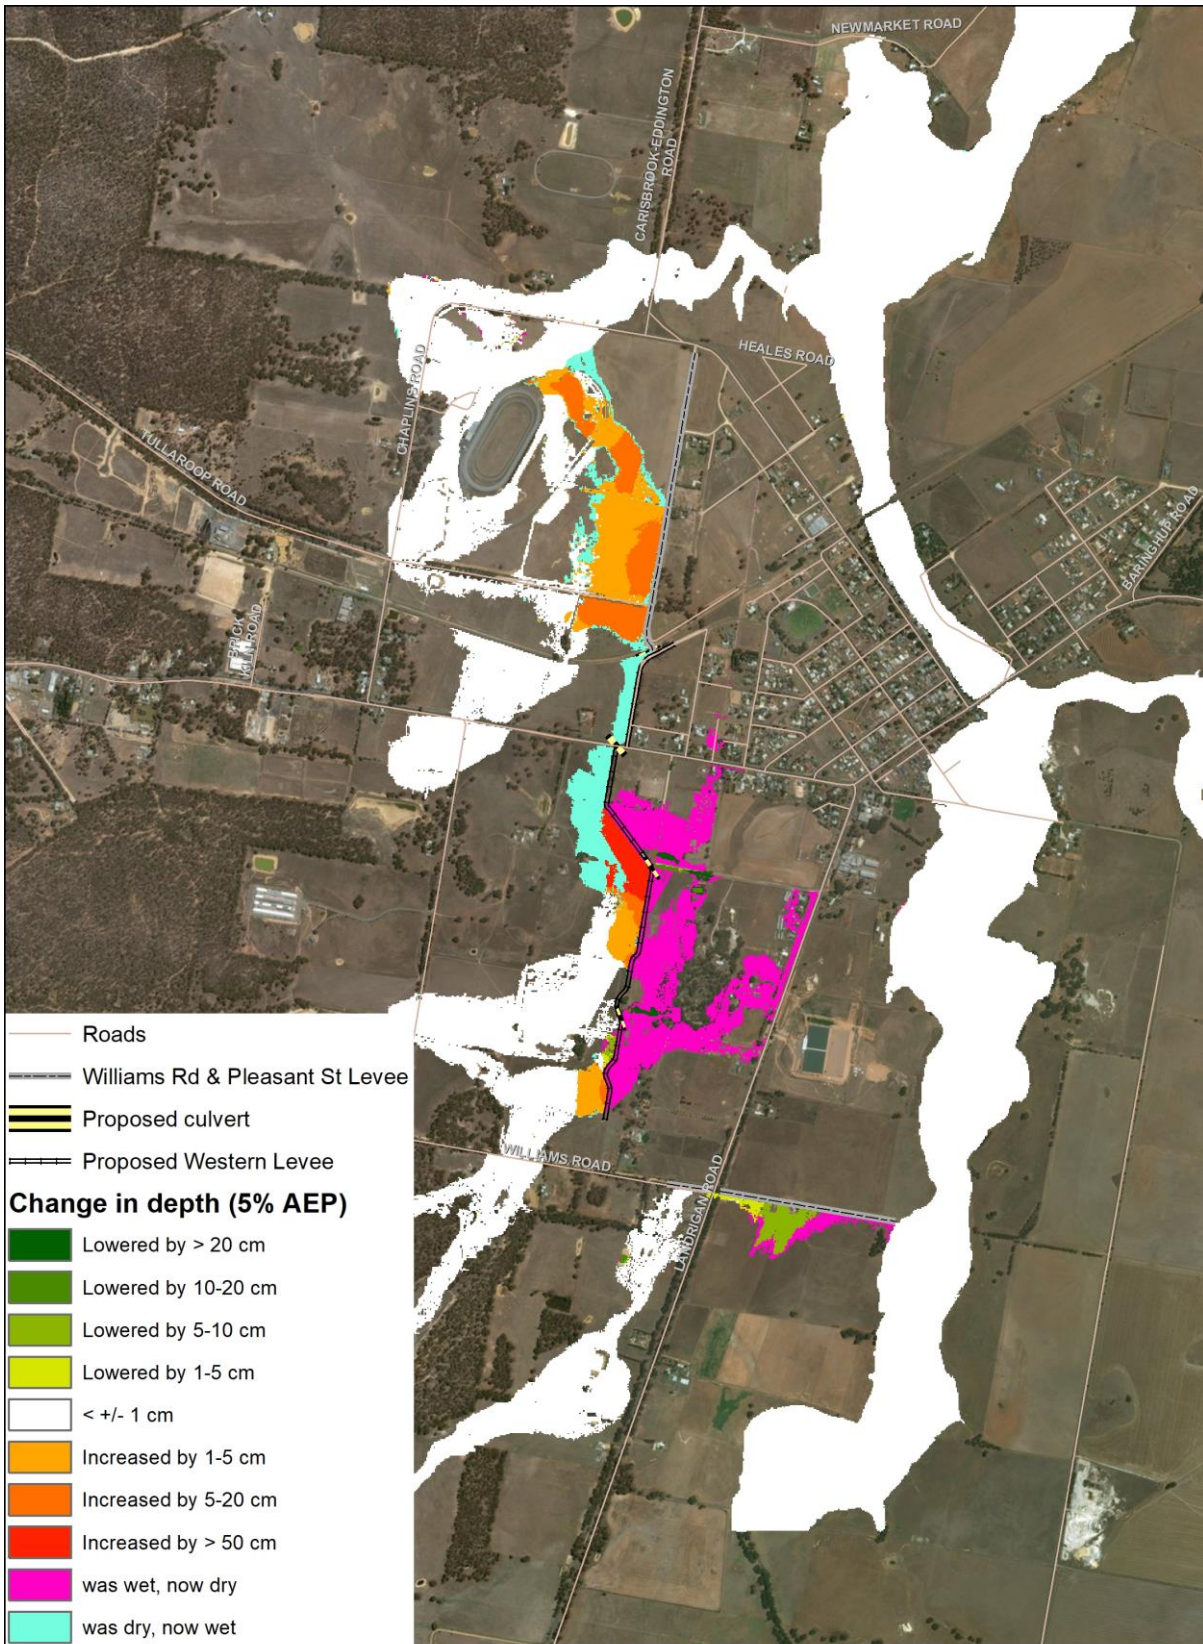 NEWMARKET ROAD
CARISBROOK-EDDINGTON
ROAD
HEALES ROAD
CHAPLINS ROAD
TULLAROOP ROAD
BARINGHUP ROAD
BRICK
KILN ROAD
WILLIAMS ROAD
LANDRIGAN ROAD
Roads
Williams Rd & Pleasant St Levee
Proposed culvert
Proposed Western Levee
Change in depth (5% AEP)
Lowered by > 20 cm
Lowered by 10-20 cm
Lowered by 5-10 cm
Lowered by 1-5 cm
< +/- 1 cm
Increased by 1-5 cm
Increased by 5-20 cm
Increased by > 50 cm
was wet, now dry
was dry, now wet